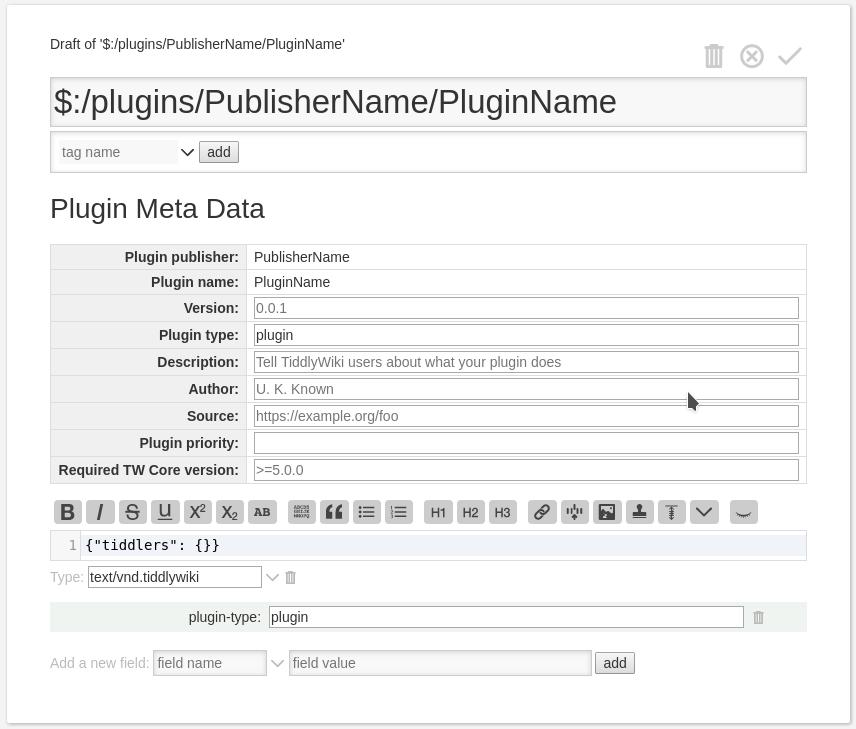 Draft of '$:/plugins/PublisherName/PluginName'
$:/plugins/PublisherName/PluginName
tag name add
Plugin Meta Data
Plugin publisher: PublisherName
Plugin name: PluginName
Version: 0.0.1
Plugin type: plugin
Description: Tell TiddlyWiki users about what your plugin does
Author: U. K. Known
Source: https://example.org/foo
Plugin priority:
Required TW Core version: >=5.0.0
B I S U X² X₂ AB H1 H2 H3
1 {"tiddlers": {}}
Type: text/vnd.tiddlywiki
plugin-type: plugin
Add a new field: field name field value add